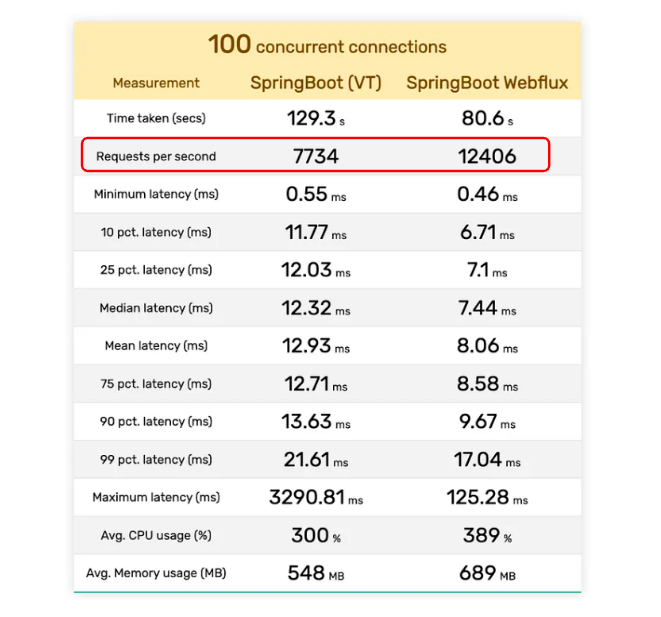 100 concurrent connections
Measurement SpringBoot (VT) SpringBoot Webflux
Time taken (secs) 129.3 s 80.6 s
Requests per second 7734 12406
Minimum latency (ms) 0.55 ms 0.46 ms
10 pct. latency (ms) 11.77 ms 6.71 ms
25 pct. latency (ms) 12.03 ms 7.1 ms
Median latency (ms) 12.32 ms 7.44 ms
Mean latency (ms) 12.93 ms 8.06 ms
75 pct. latency (ms) 12.71 ms 8.58 ms
90 pct. latency (ms) 13.63 ms 9.67 ms
99 pct. latency (ms) 21.61 ms 17.04 ms
Maximum latency (ms) 3290.81 ms 125.28 ms
Avg. CPU usage (%) 300 % 389 %
Avg. Memory usage (MB) 548 MB 689 MB